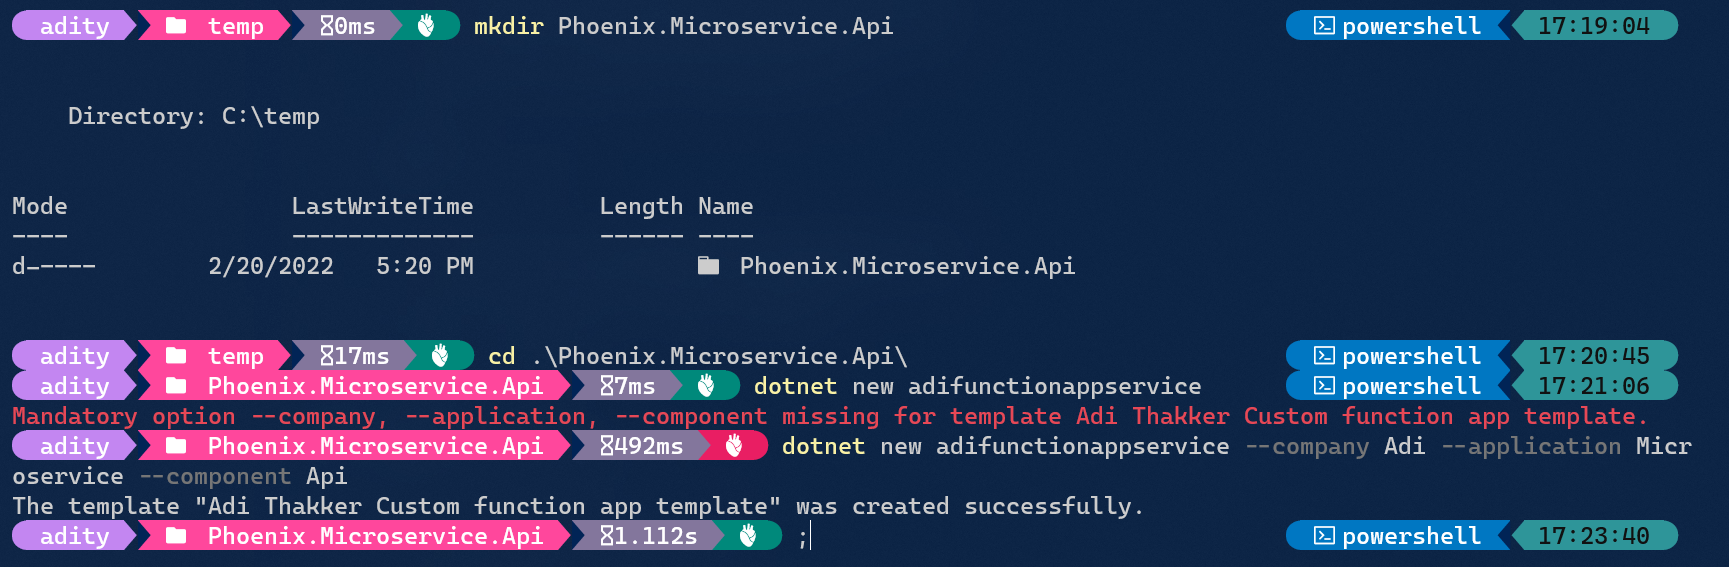 adity temp 0ms mkdir Phoenix.Microservice.Api powershell 17:19:04
Directory: C:\temp
Mode LastWriteTime Length Name
---- ------------- ------ ----
d----- 2/20/2022 5:20 PM Phoenix.Microservice.Api
adity temp 17ms cd .\Phoenix.Microservice.Api\ powershell 17:20:45
adity Phoenix.Microservice.Api 7ms dotnet new adifunctionappservice powershell 17:21:06
Mandatory option --company, --application, --component missing for template Adi Thakker Custom function app template.
adity Phoenix.Microservice.Api 492ms dotnet new adifunctionappservice --company Adi --application Micr
oservice --component Api
The template "Adi Thakker Custom function app template" was created successfully.
adity Phoenix.Microservice.Api 1.112s ; powershell 17:23:40